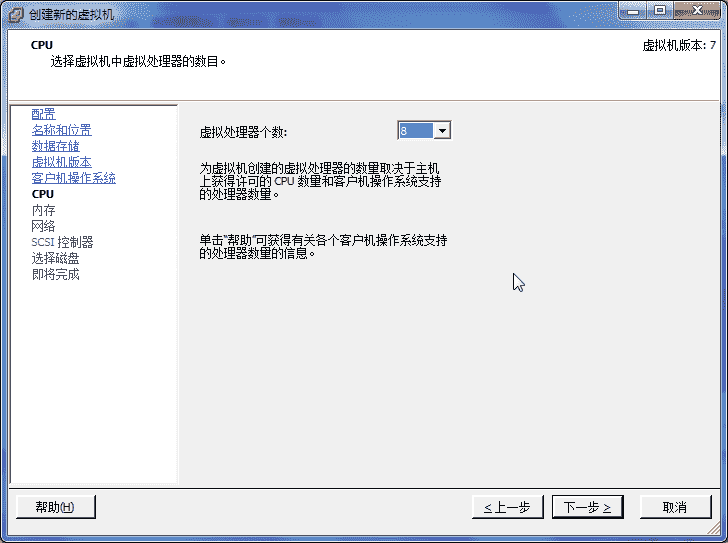 创建新的虚拟机
CPU
选择虚拟机中虚拟处理器的数目。
虚拟机版本: 7
配置
名称和位置
数据存储
虚拟机版本
客户机操作系统
CPU
内存
网络
SCSI 控制器
选择磁盘
即将完成
虚拟处理器个数:
8
为虚拟机创建的虚拟处理器的数量取决于主机
上获得许可的 CPU 数量和客户机操作系统支持
的处理器数量。
单击“帮助”可获得有关各个客户机操作系统支持
的处理器数量的信息。
帮助(H)
< 上一步
下一步 >
取消